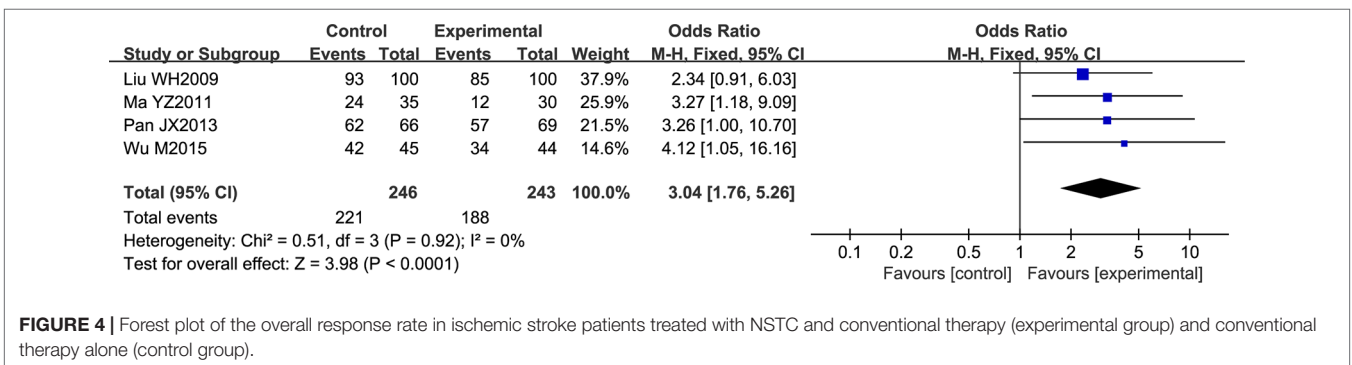 Control Experimental Odds Ratio Odds Ratio
Study or Subgroup Events Total Events Total Weight M-H, Fixed, 95% CI M-H, Fixed, 95% CI
Liu WH2009 93 100 85 100 37.9% 2.34 [0.91, 6.03]
Ma YZ2011 24 35 12 30 25.9% 3.27 [1.18, 9.09]
Pan JX2013 62 66 57 69 21.5% 3.26 [1.00, 10.70]
Wu M2015 42 45 34 44 14.6% 4.12 [1.05, 16.16]
Total (95% CI) 246 243 100.0% 3.04 [1.76, 5.26]
Total events 221 188
Heterogeneity: Chi² = 0.51, df = 3 (P = 0.92); I² = 0%
Test for overall effect: Z = 3.98 (P < 0.0001)
0.1 0.2 0.5 1 2 5 10
Favours [control] Favours [experimental]
FIGURE 4 | Forest plot of the overall response rate in ischemic stroke patients treated with NSTC and conventional therapy (experimental group) and conventional
therapy alone (control group).